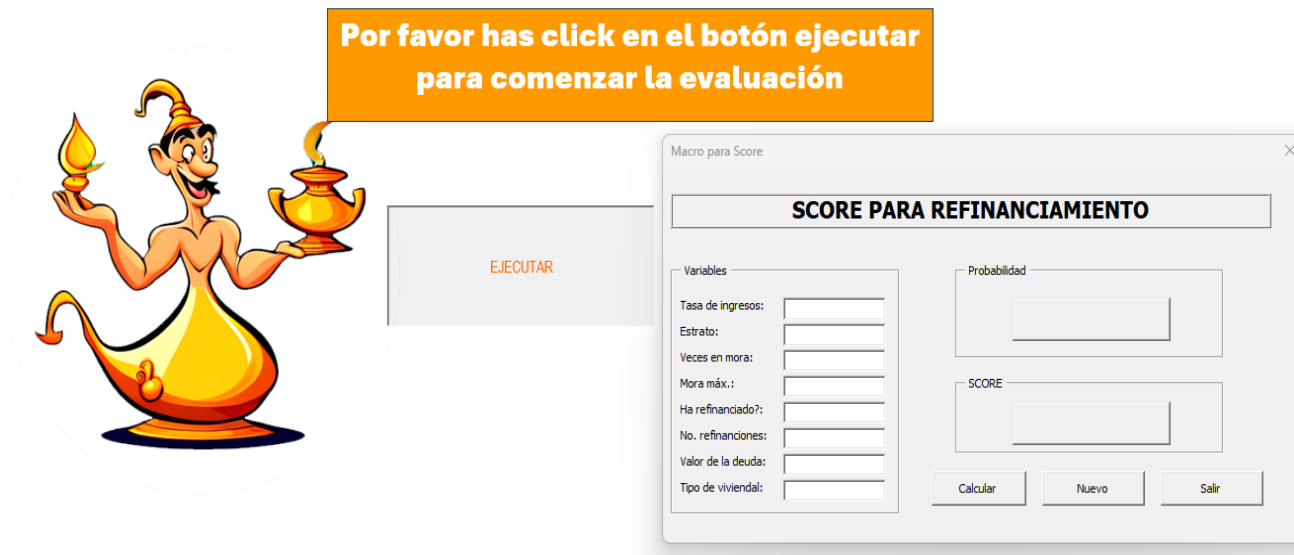 Por favor has click en el botón ejecutar
para comenzar la evaluación
EJECUTAR
Macro para Score
SCORE PARA REFINANCIAMIENTO
Variables
Tasa de ingresos:
Estrato:
Veces en mora:
Mora máx.:
Ha refinanciado?:
No. refinanciones:
Valor de la deuda:
Tipo de viviendal:
Probabilidad
SCORE
Calcular
Nuevo
Salir